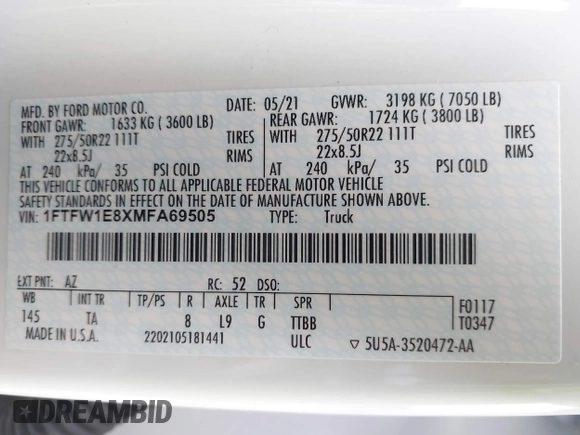 MFD. BY FORD MOTOR CO. DATE: 05/21 GVWR: 3198 KG ( 7050 LB)
FRONT GAWR: 1633 KG ( 3600 LB) REAR GAWR: 1724 KG ( 3800 LB)
WITH 275/50R22 111T TIRES WITH 275/50R22 111T TIRES
22x8.5J RIMS 22x8.5J RIMS
AT 240 kPa/ 35 PSI COLD AT 240 kPa/ 35 PSI COLD
THIS VEHICLE CONFORMS TO ALL APPLICABLE FEDERAL MOTOR VEHICLE
SAFETY STANDARDS IN EFFECT ON THE DATE OF MANUFACTURE SHOWN ABOVE.
VIN: 1FTFW1E8XMFA69505 TYPE: Truck
EXT PNT: AZ RC: 52 DSO:
WB INT TR TP/PS R AXLE TR SPR F0117
145 TA 8 L9 G TTBB T0347
MADE IN U.S.A. 2202105181441 ULC ▽ 5U5A-3520472-AA
DREAMBID